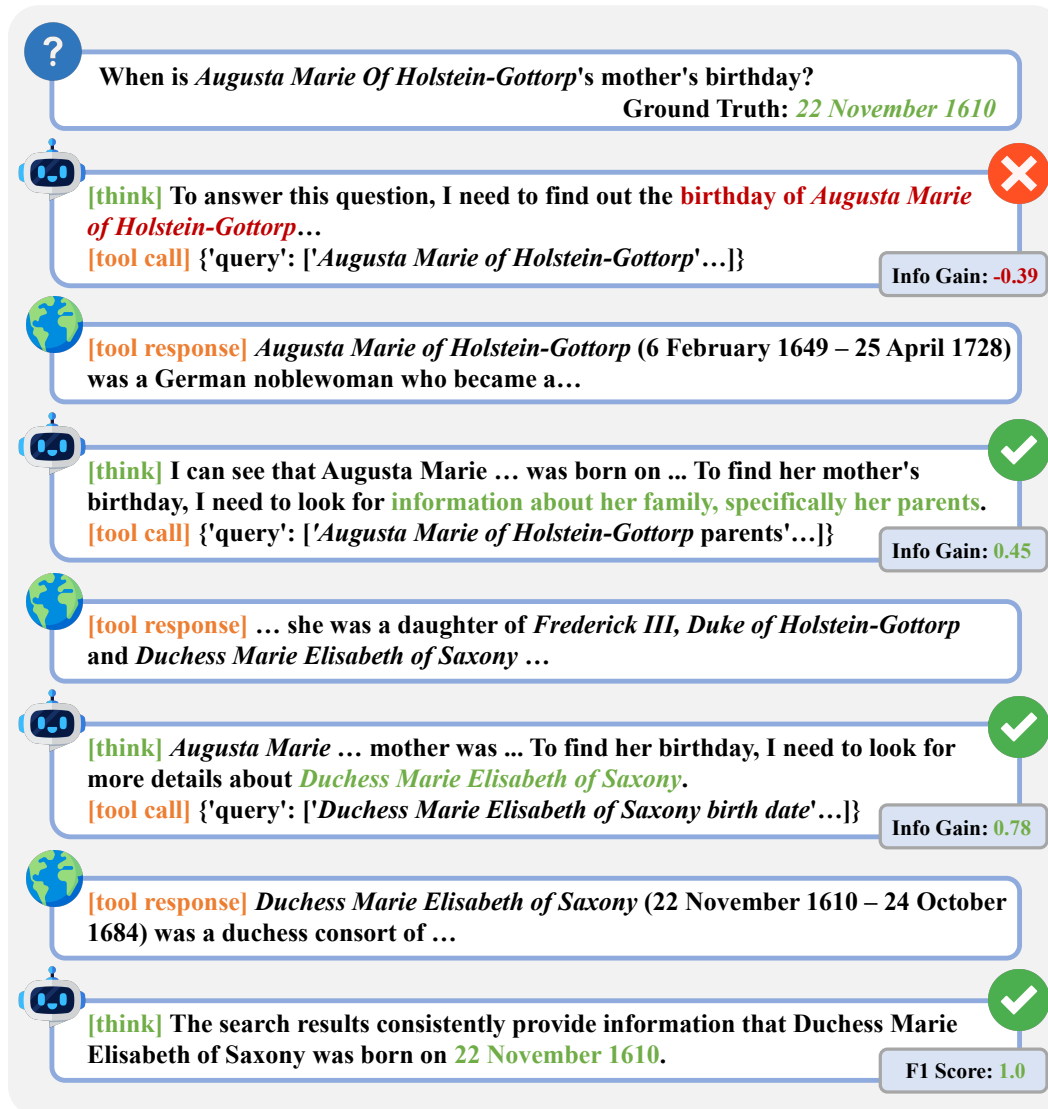 ?
When is Augusta Marie Of Holstein-Gottorp's mother's birthday?
Ground Truth: 22 November 1610
[think] To answer this question, I need to find out the birthday of Augusta Marie
of Holstein-Gottorp…
[tool call] {'query': ['Augusta Marie of Holstein-Gottorp'…]}
Info Gain: -0.39
[tool response] Augusta Marie of Holstein-Gottorp (6 February 1649 – 25 April 1728)
was a German noblewoman who became a…
[think] I can see that Augusta Marie … was born on ... To find her mother's
birthday, I need to look for information about her family, specifically her parents.
[tool call] {'query': ['Augusta Marie of Holstein-Gottorp parents'…]}
Info Gain: 0.45
[tool response] … she was a daughter of Frederick III, Duke of Holstein-Gottorp
and Duchess Marie Elisabeth of Saxony …
[think] Augusta Marie … mother was ... To find her birthday, I need to look for
more details about Duchess Marie Elisabeth of Saxony.
[tool call] {'query': ['Duchess Marie Elisabeth of Saxony birth date'…]}
Info Gain: 0.78
[tool response] Duchess Marie Elisabeth of Saxony (22 November 1610 – 24 October
1684) was a duchess consort of …
[think] The search results consistently provide information that Duchess Marie
Elisabeth of Saxony was born on 22 November 1610.
F1 Score: 1.0